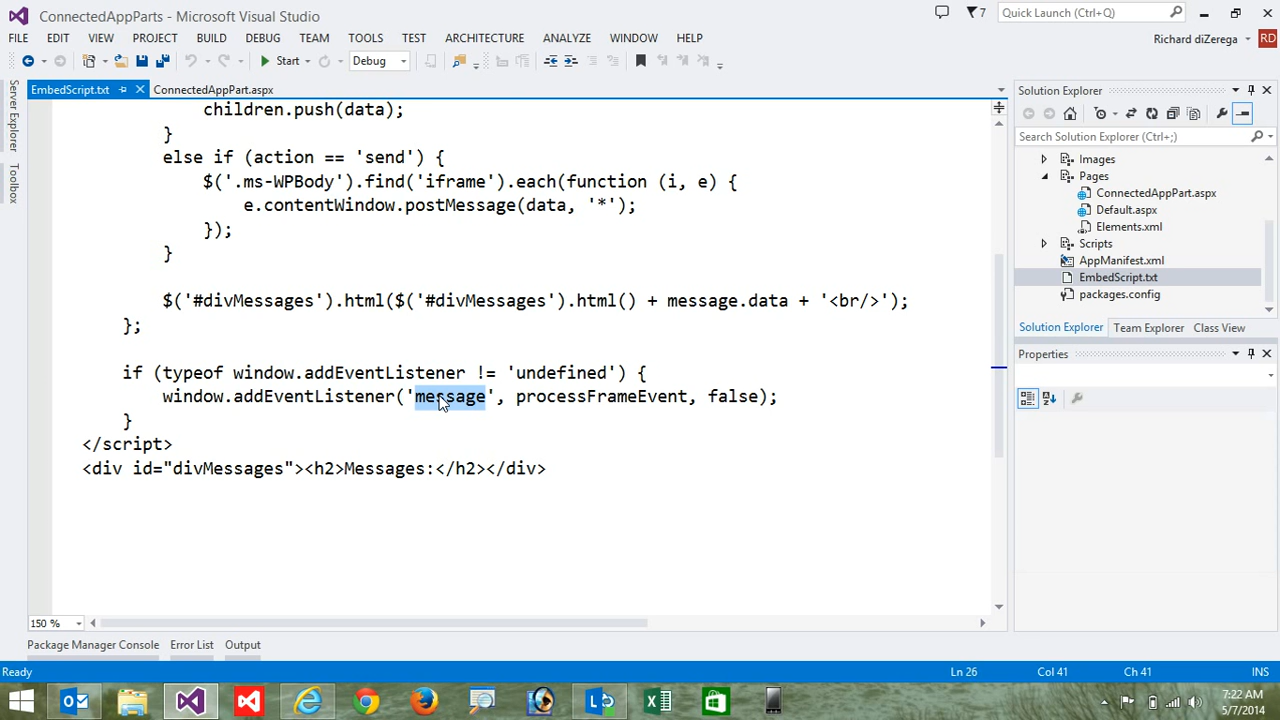 ConnectedAppParts - Microsoft Visual Studio
7
Quick Launch (Ctrl+Q)
FILE EDIT VIEW PROJECT BUILD DEBUG TEAM TOOLS TEST ARCHITECTURE ANALYZE WINDOW HELP
Richard diZerega
RD
Start
Debug
Server Explorer
Toolbox
EmbedScript.txt
ConnectedAppPart.aspx
children.push(data);
}
else if (action == 'send') {
$('.ms-WPBody').find('iframe').each(function (i, e) {
e.contentWindow.postMessage(data, '*');
});
}
$('#divMessages').html($('#divMessages').html() + message.data + '<br/>');
};
if (typeof window.addEventListener != 'undefined') {
window.addEventListener('message', processFrameEvent, false);
}
</script>
<div id="divMessages"><h2>Messages:</h2></div>
150 %
Solution Explorer
Search Solution Explorer (Ctrl+;)
Images
Pages
ConnectedAppPart.aspx
Default.aspx
Elements.xml
Scripts
AppManifest.xml
EmbedScript.txt
packages.config
Solution Explorer Team Explorer Class View
Properties
Package Manager Console Error List Output
Ready
Ln 26
Col 41
Ch 41
INS
7:22 AM
5/7/2014